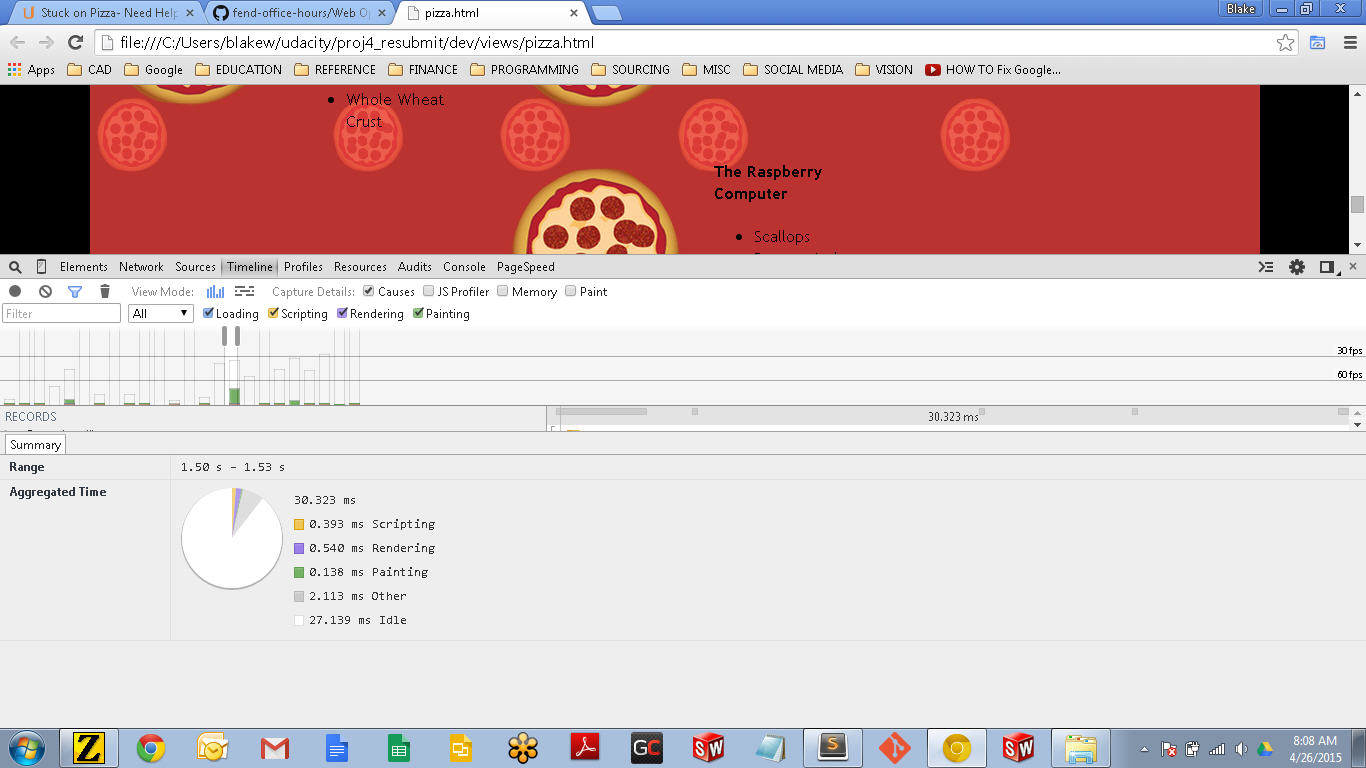 Stuck on Pizza- Need Help
fend-office-hours/Web Op
pizza.html
Blake
file:///C:/Users/blakew/udacity/proj4_resubmit/dev/views/pizza.html
Apps CAD Google EDUCATION REFERENCE FINANCE PROGRAMMING SOURCING MISC SOCIAL MEDIA VISION HOW TO Fix Google...
Whole Wheat
Crust
The Raspberry
Computer
Scallops
Elements Network Sources Timeline Profiles Resources Audits Console PageSpeed
View Mode: Capture Details: Causes JS Profiler Memory Paint
Filter All Loading Scripting Rendering Painting
30 fps
60 fps
RECORDS 30.323 ms
Summary
Range 1.50 s – 1.53 s
Aggregated Time
30.323 ms
0.393 ms Scripting
0.540 ms Rendering
0.138 ms Painting
2.113 ms Other
27.139 ms Idle
Z
GC
SW
S
SW
8:08 AM
4/26/2015